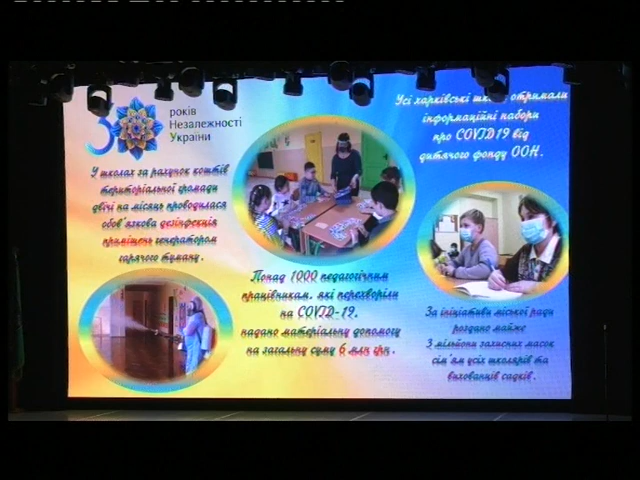 30 років
Незалежності
України
У школах за рахунок коштів
територіальної громади
двічі на місяць проводилася
обов'язкова дезінфекція
приміщень генератором
гарячого туману.
Понад 1000 педагогічним
працівникам, які перехворіли
на COVID-19,
надано матеріальну допомогу
на загальну суму 6 млн грн.
Усі харківські школи отримали
інформаційні набори
про COVID19 від
дитячого фонду ООН.
За ініціативи міської ради
роздано майже
3 мільйони захисних масок
сім'ям усіх школярів та
вихованців садків.